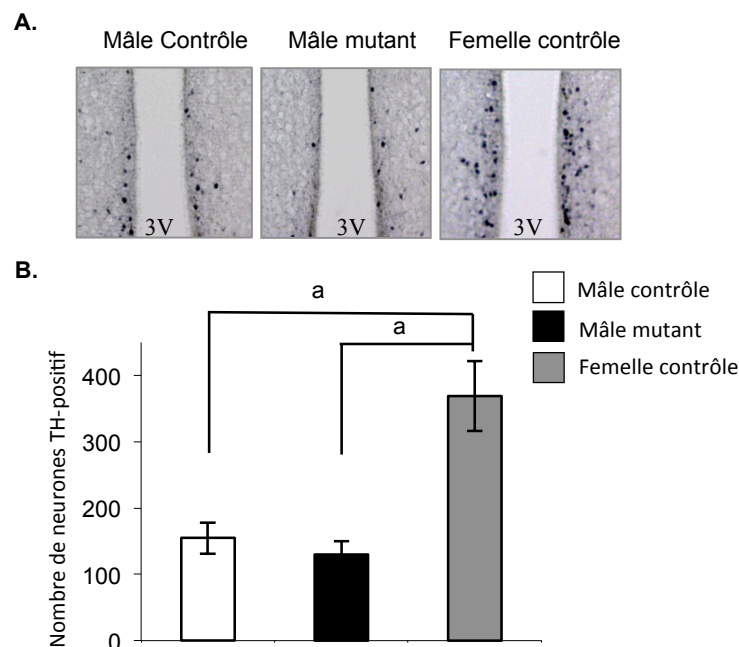 A.
Mâle Contrôle Mâle mutant Femelle contrôle
3V 3V 3V
B.
a
a
Mâle contrôle
Mâle mutant
Femelle contrôle
Nombre de neurones TH-positif
400
300
200
100
0